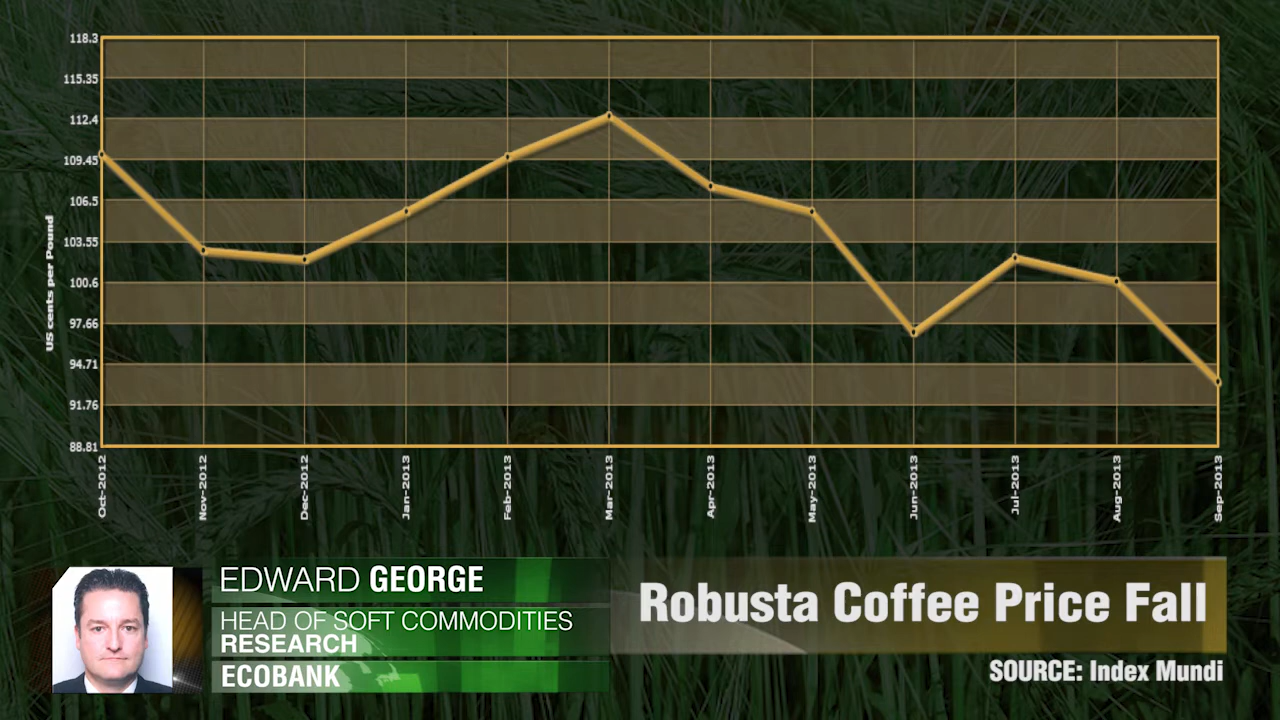 118.3
115.35
112.4
109.45
106.5
103.55
100.6
97.66
94.71
91.76
88.81
US cents per Pound
Oct-2012
Nov-2012
Dec-2012
Jan-2013
Feb-2013
Mar-2013
Apr-2013
May-2013
Jun-2013
Jul-2013
Aug-2013
Sep-2013
EDWARD GEORGE
HEAD OF SOFT COMMODITIES
RESEARCH
ECOBANK
Robusta Coffee Price Fall
SOURCE: Index Mundi